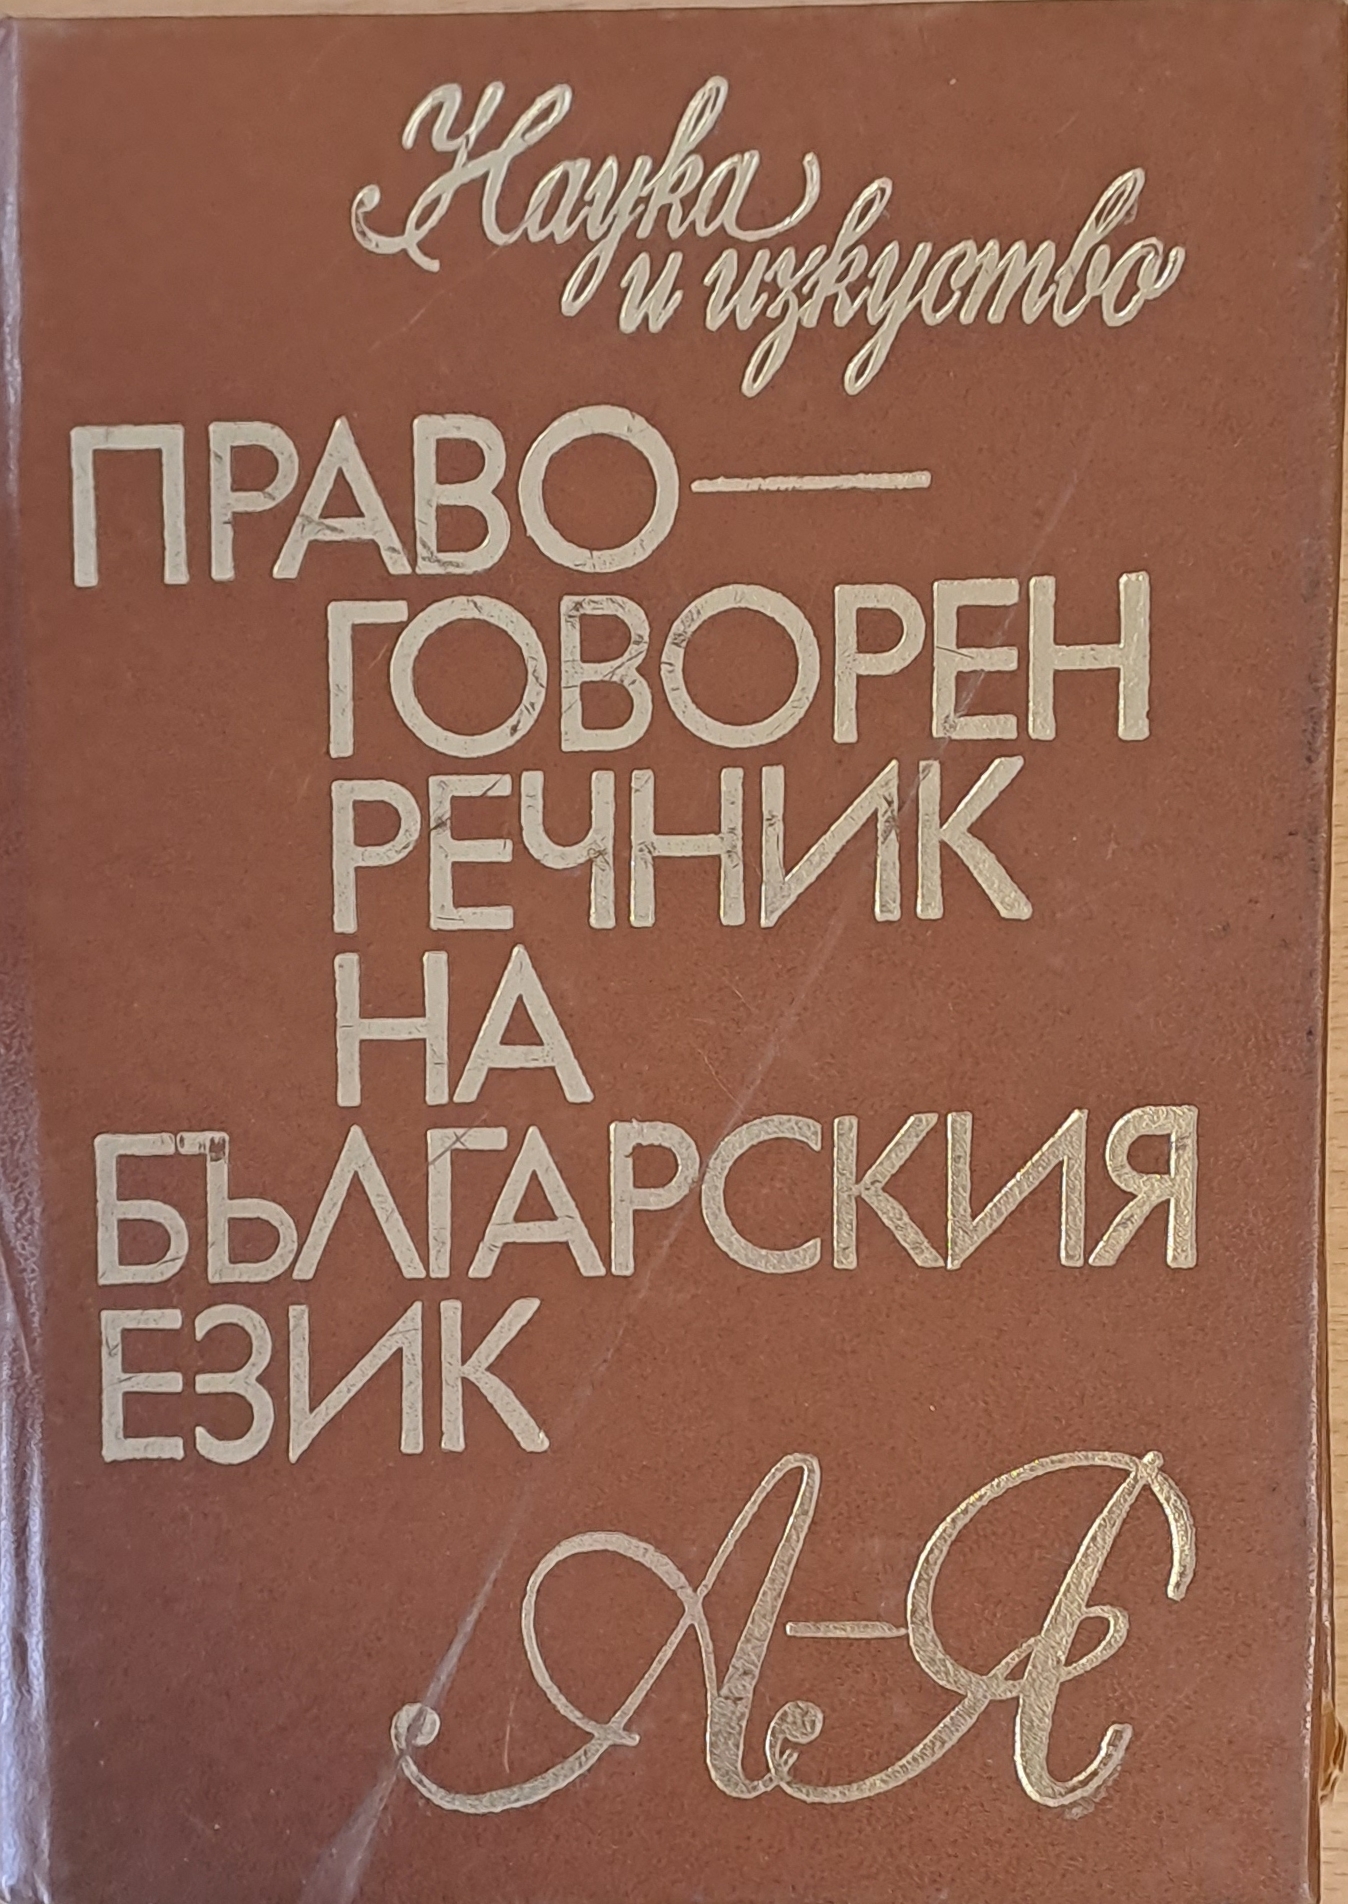 Наука
и изкуство
ПРАВО—
ГОВОРЕН
РЕЧНИК
НА
БЪЛГАРСКИЯ
ЕЗИК
А–Я